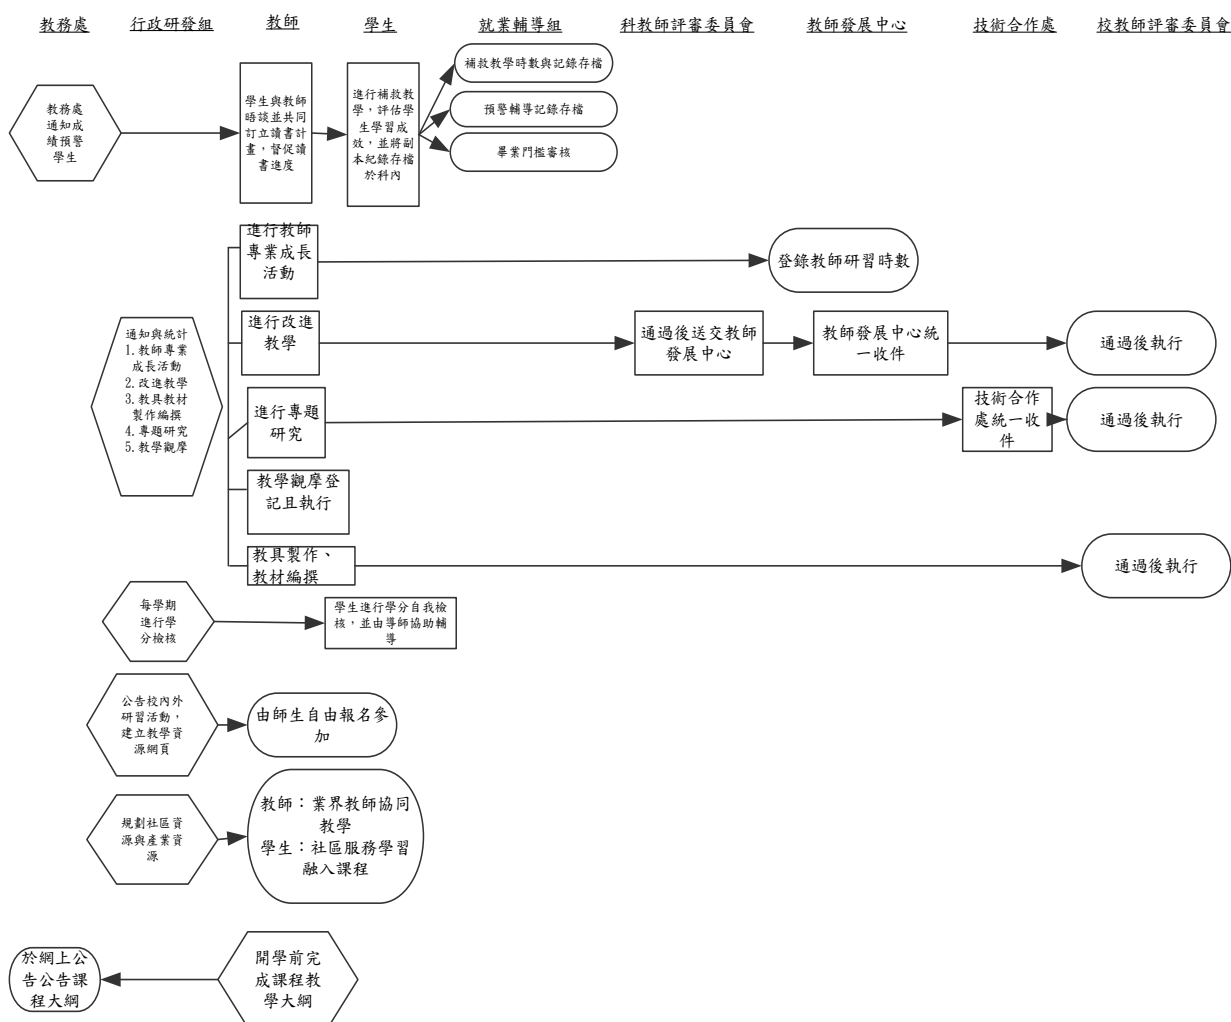 教務處 行政研發組 教師 學生 就業輔導組 科教師評審委員會 教師發展中心 技術合作處 校教師評審委員會
教務處
通知成
績預警
學生
學生與教師
晤談並共同
訂立讀書計
畫，督促讀
書進度
進行補救教
學，評估學
生學習成
效，並將副
本紀錄存檔
於科內
補救教學時數與記錄存檔
預警輔導記錄存檔
畢業門檻審核
通知與統計
1.教師專業
成長活動
2.改進教學
3.教具教材
製作編撰
4.專題研究
5.教學觀摩
進行教師
專業成長
活動
登錄教師研習時數
進行改進
教學
通過後送交教師
發展中心
教師發展中心統
一收件
通過後執行
進行專題
研究
技術合作
處統一收
件
通過後執行
教學觀摩登
記且執行
教具製作、
教材編撰
通過後執行
每學期
進行學
分檢核
學生進行學分自我檢
核，並由導師協助輔
導
公告校內外
研習活動，
建立教學資
源網頁
由師生自由報名參
加
規劃社區資
源與產業資
源
教師：業界教師協同
教學
學生：社區服務學習
融入課程
於網上公
告公告課
程大綱
開學前完
成課程教
學大綱